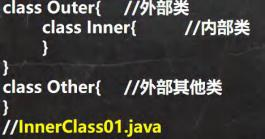 class Outer{ //外部类
class Inner{ //内部类
}
}
class Other{ //外部其他类
}
//InnerClass01.java